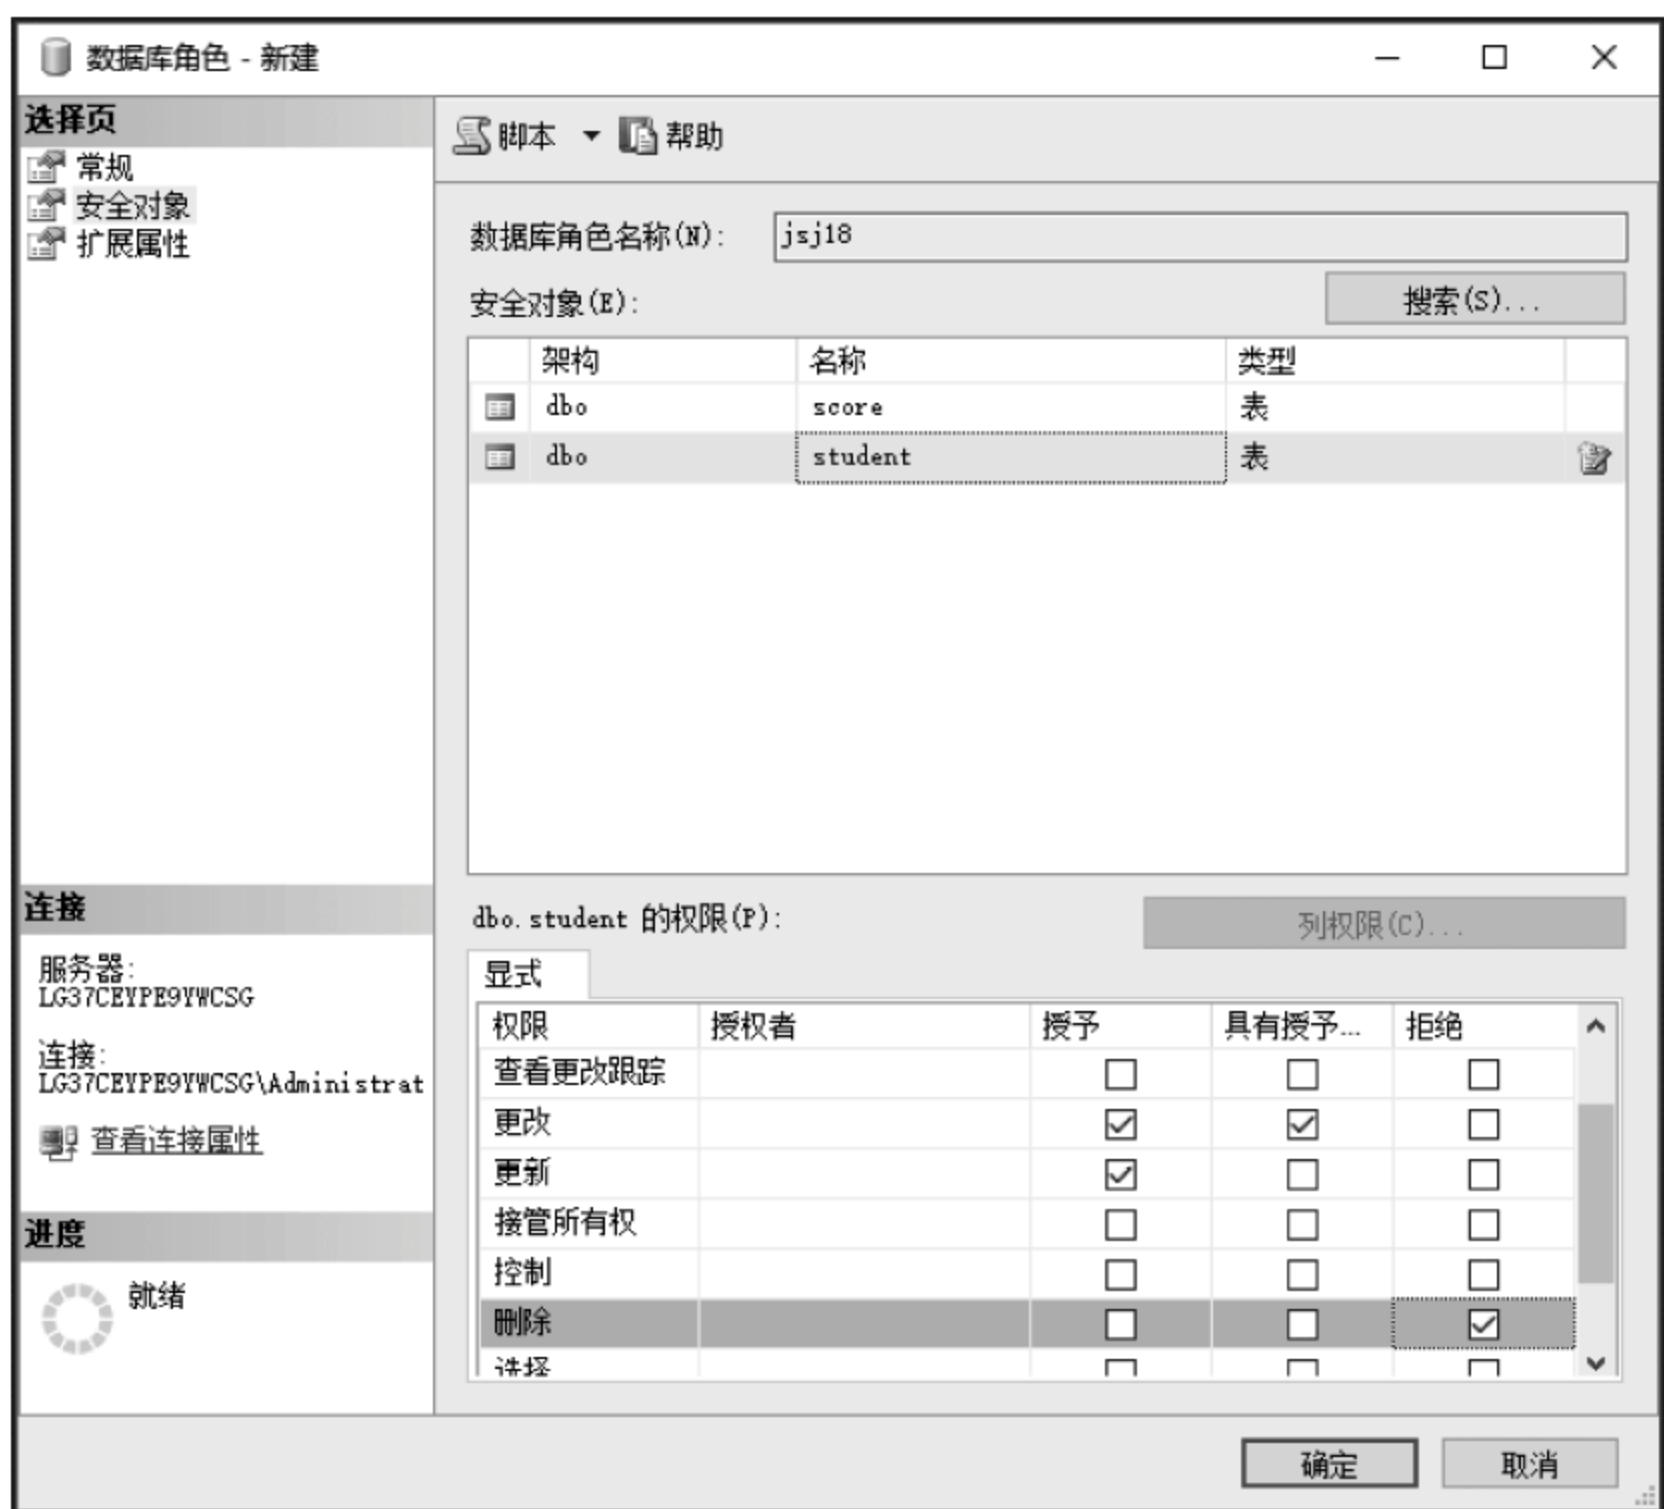 数据库角色 - 新建
选择页
常规
安全对象
扩展属性
脚本 帮助
数据库角色名称(N): jsj18
安全对象(E): 搜索(S)...
架构 名称 类型
dbo score 表
dbo student 表
dbo.student 的权限(P): 列权限(C)...
显式
权限 授权者 授予 具有授予... 拒绝
查看更改跟踪
更改
更新
接管所有权
控制
删除
选择
连接
服务器:
LG37CEYPE9YWCSG
连接:
LG37CEYPE9YWCSG\Administrat
查看连接属性
进度
就绪
确定 取消